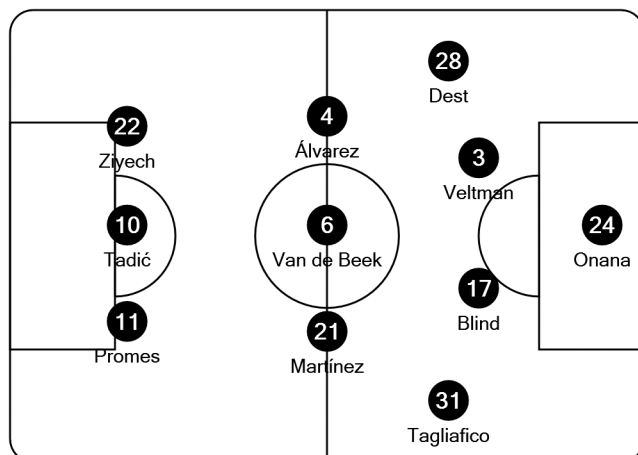 28
Dest
4
Álvarez
22
Ziyech
3
Veltman
10
Tadić
6
Van de Beek
24
Onana
17
Blind
11
Promes
21
Martínez
31
Tagliafico